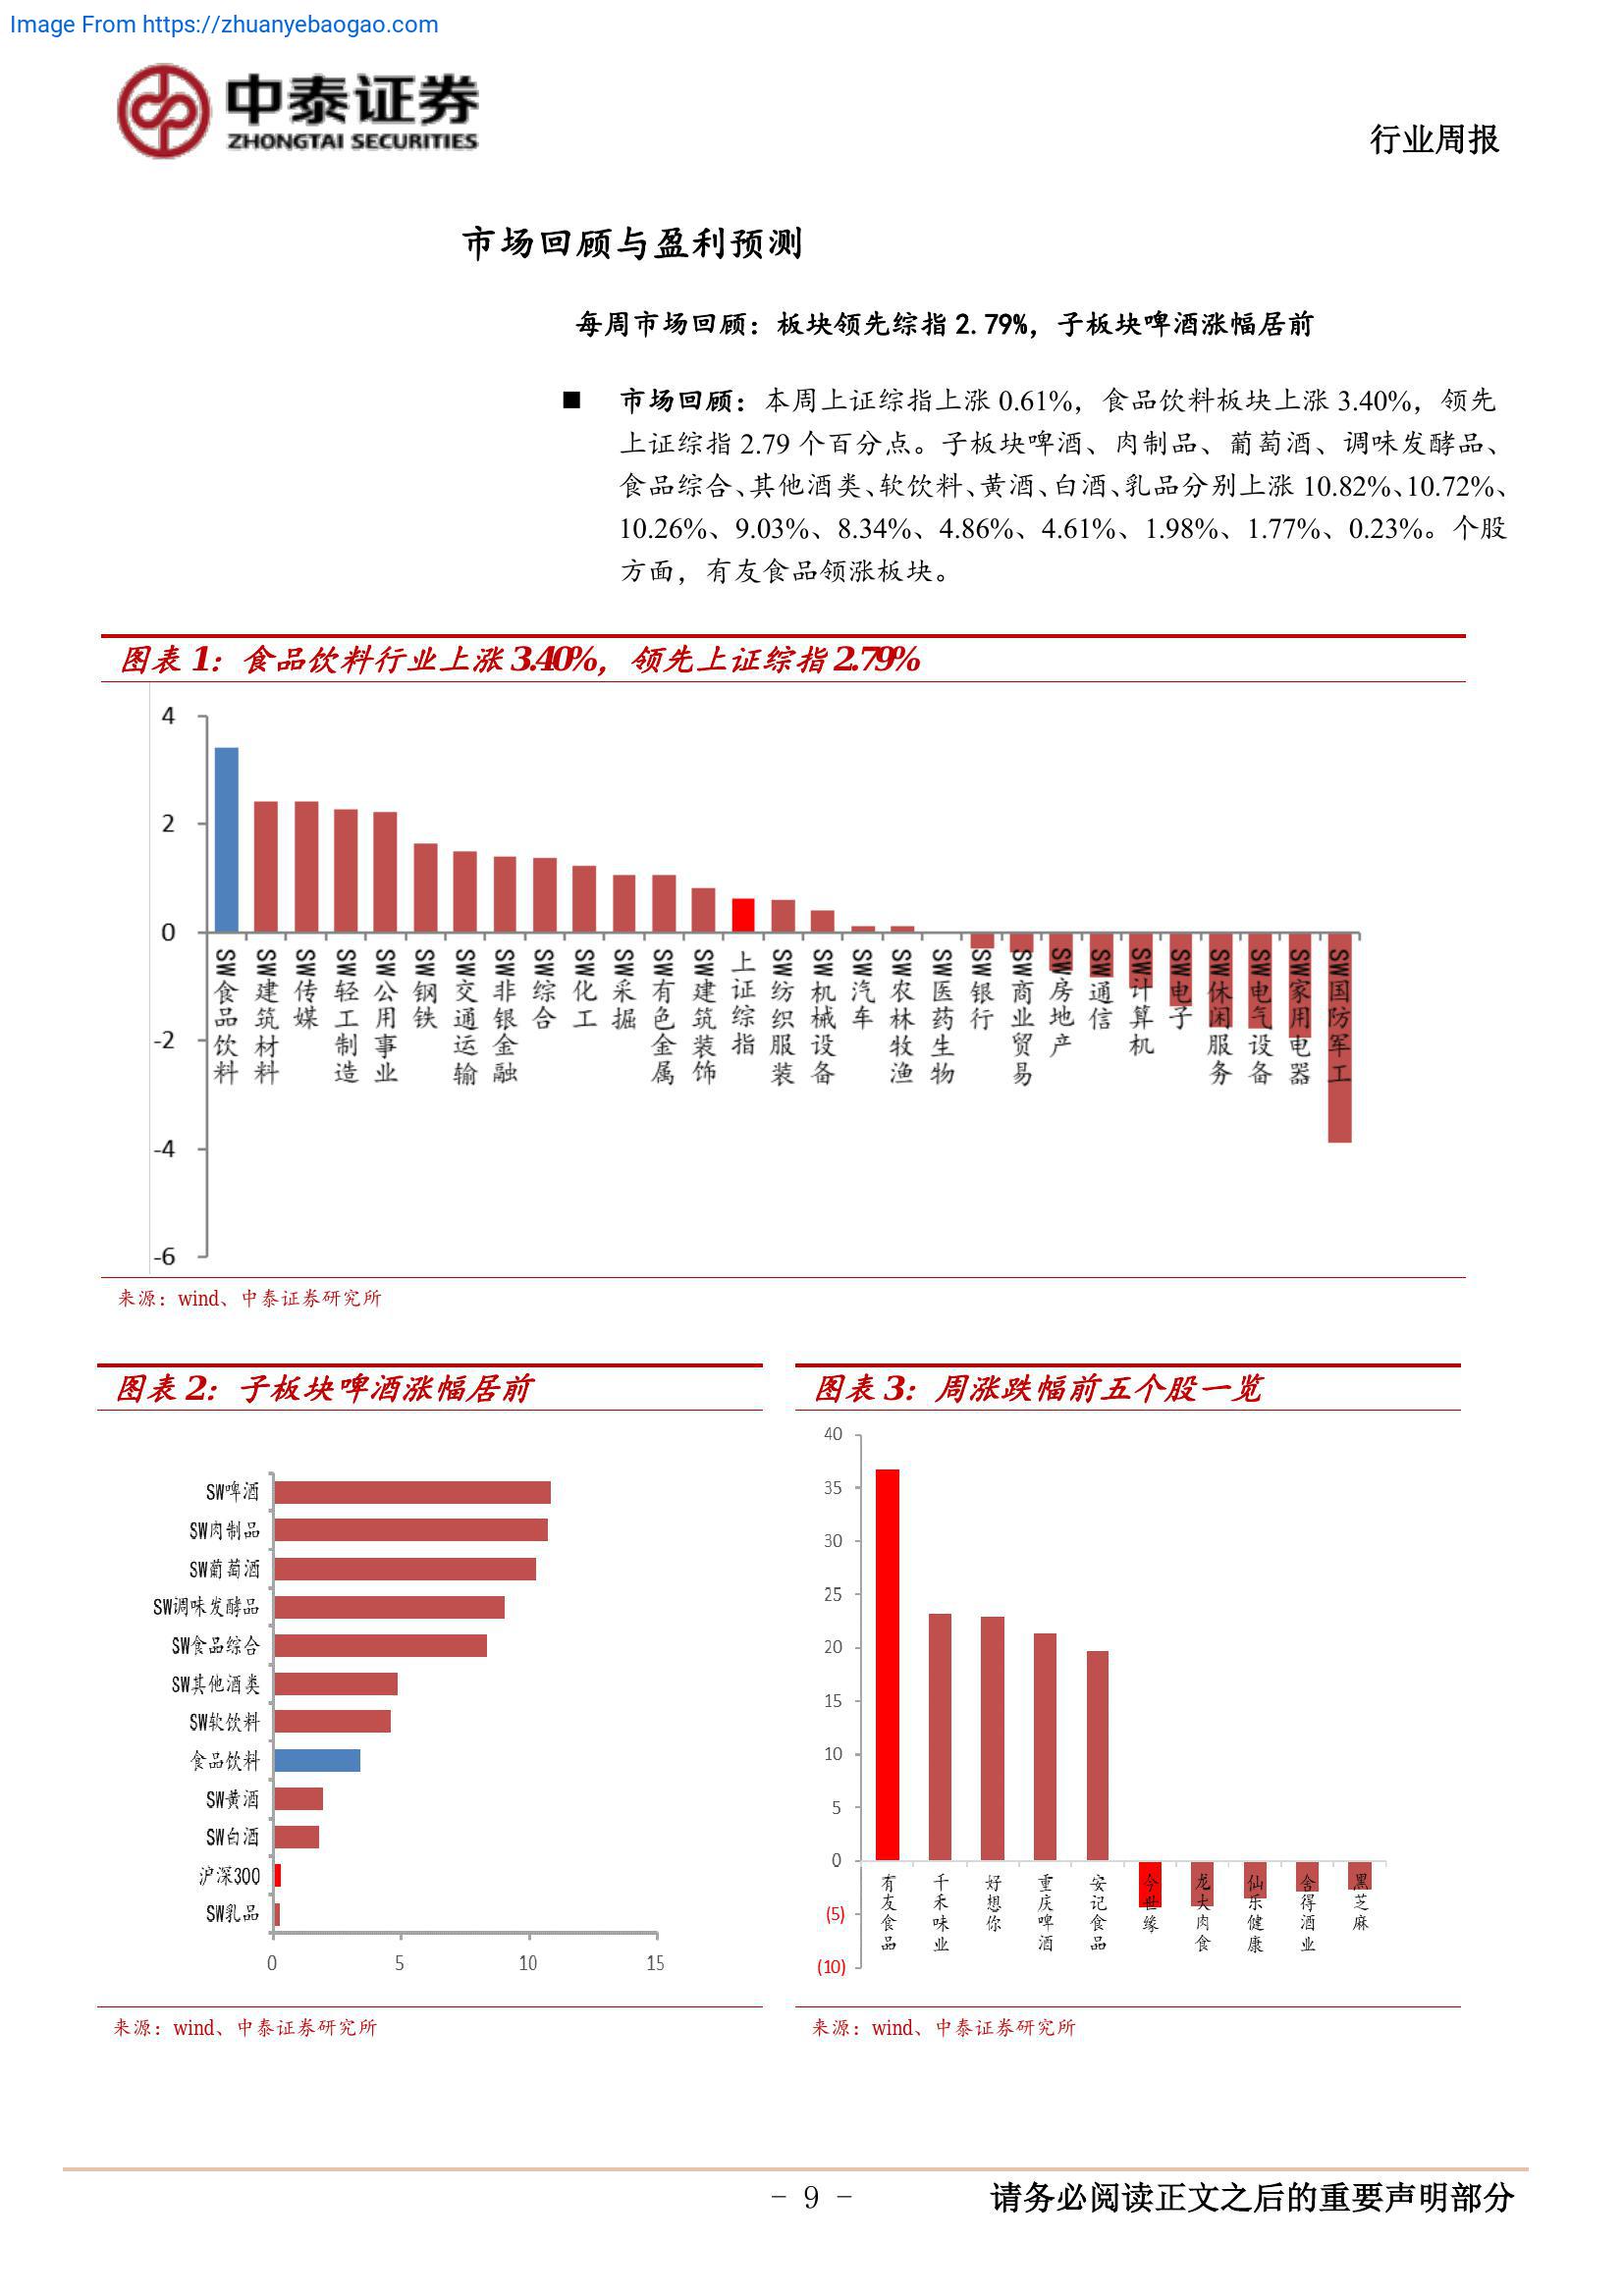 Image From https://zhuanyebaogao.com
中泰证券
ZHONGTAI SECURITIES
行业周报
市场回顾与盈利预测
每周市场回顾：板块领先综指 2.79%，子板块啤酒涨幅居前
■ 市场回顾：本周上证综指上涨 0.61%，食品饮料板块上涨 3.40%，领先
上证综指 2.79 个百分点。子板块啤酒、肉制品、葡萄酒、调味发酵品、
食品综合、其他酒类、软饮料、黄酒、白酒、乳品分别上涨 10.82%、10.72%、
10.26%、9.03%、8.34%、4.86%、4.61%、1.98%、1.77%、0.23%。个股
方面，有友食品领涨板块。
图表 1：食品饮料行业上涨 3.40%，领先上证综指 2.79%
4
2
0
-2
-4
-6
SW食品饮料
SW建筑材料
SW传媒
SW轻工制造
SW公用事业
SW钢铁
SW交通运输
SW非银金融
SW综合
SW化工
SW采掘
SW有色金属
SW建筑装饰
上证综指
SW纺织服装
SW机械设备
SW汽车
SW农林牧渔
SW医药生物
SW银行
SW商业贸易
SW房地产
SW通信
SW计算机
SW电子
SW休闲服务
SW电气设备
SW家用电器
SW国防军工
来源：wind、中泰证券研究所
图表 2：子板块啤酒涨幅居前
SW啤酒
SW肉制品
SW葡萄酒
SW调味发酵品
SW食品综合
SW其他酒类
SW软饮料
食品饮料
SW黄酒
SW白酒
沪深300
SW乳品
0 5 10 15
来源：wind、中泰证券研究所
图表 3：周涨跌幅前五个股一览
40
35
30
25
20
15
10
5
0
(5)
(10)
有友食品
千禾味业
好想你
重庆啤酒
安记食品
今世缘
龙大肉食
仙乐健康
舍得酒业
黑芝麻
来源：wind、中泰证券研究所
- 9 -
请务必阅读正文之后的重要声明部分